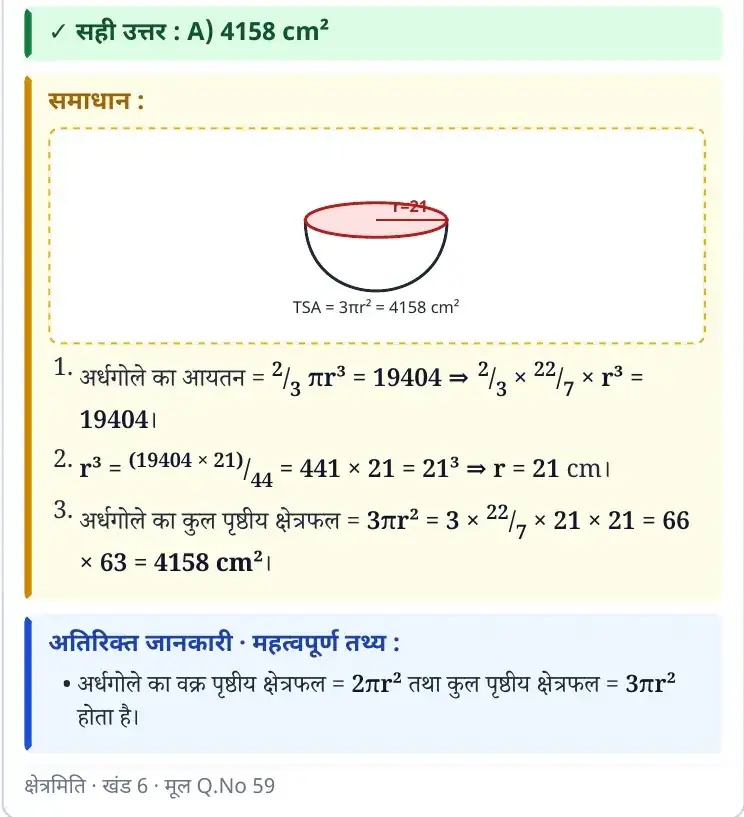 ✓ सही उत्तर : A) 4158 cm²
समाधान :
r=21
TSA = 3πr² = 4158 cm²
1. अर्धगोले का आयतन = ²/₃ πr³ = 19404 ⇒ ²/₃ × ²²/₇ × r³ =
19404।
2. r³ = ⁽¹⁹⁴⁰⁴ ˣ ²¹⁾/₄₄ = 441 × 21 = 21³ ⇒ r = 21 cm।
3. अर्धगोले का कुल पृष्ठीय क्षेत्रफल = 3πr² = 3 × ²²/₇ × 21 × 21 = 66
× 63 = 4158 cm²।
अतिरिक्त जानकारी · महत्वपूर्ण तथ्य :
• अर्धगोले का वक्र पृष्ठीय क्षेत्रफल = 2πr² तथा कुल पृष्ठीय क्षेत्रफल = 3πr²
होता है।
क्षेत्रमिति · खंड 6 · मूल Q.No 59